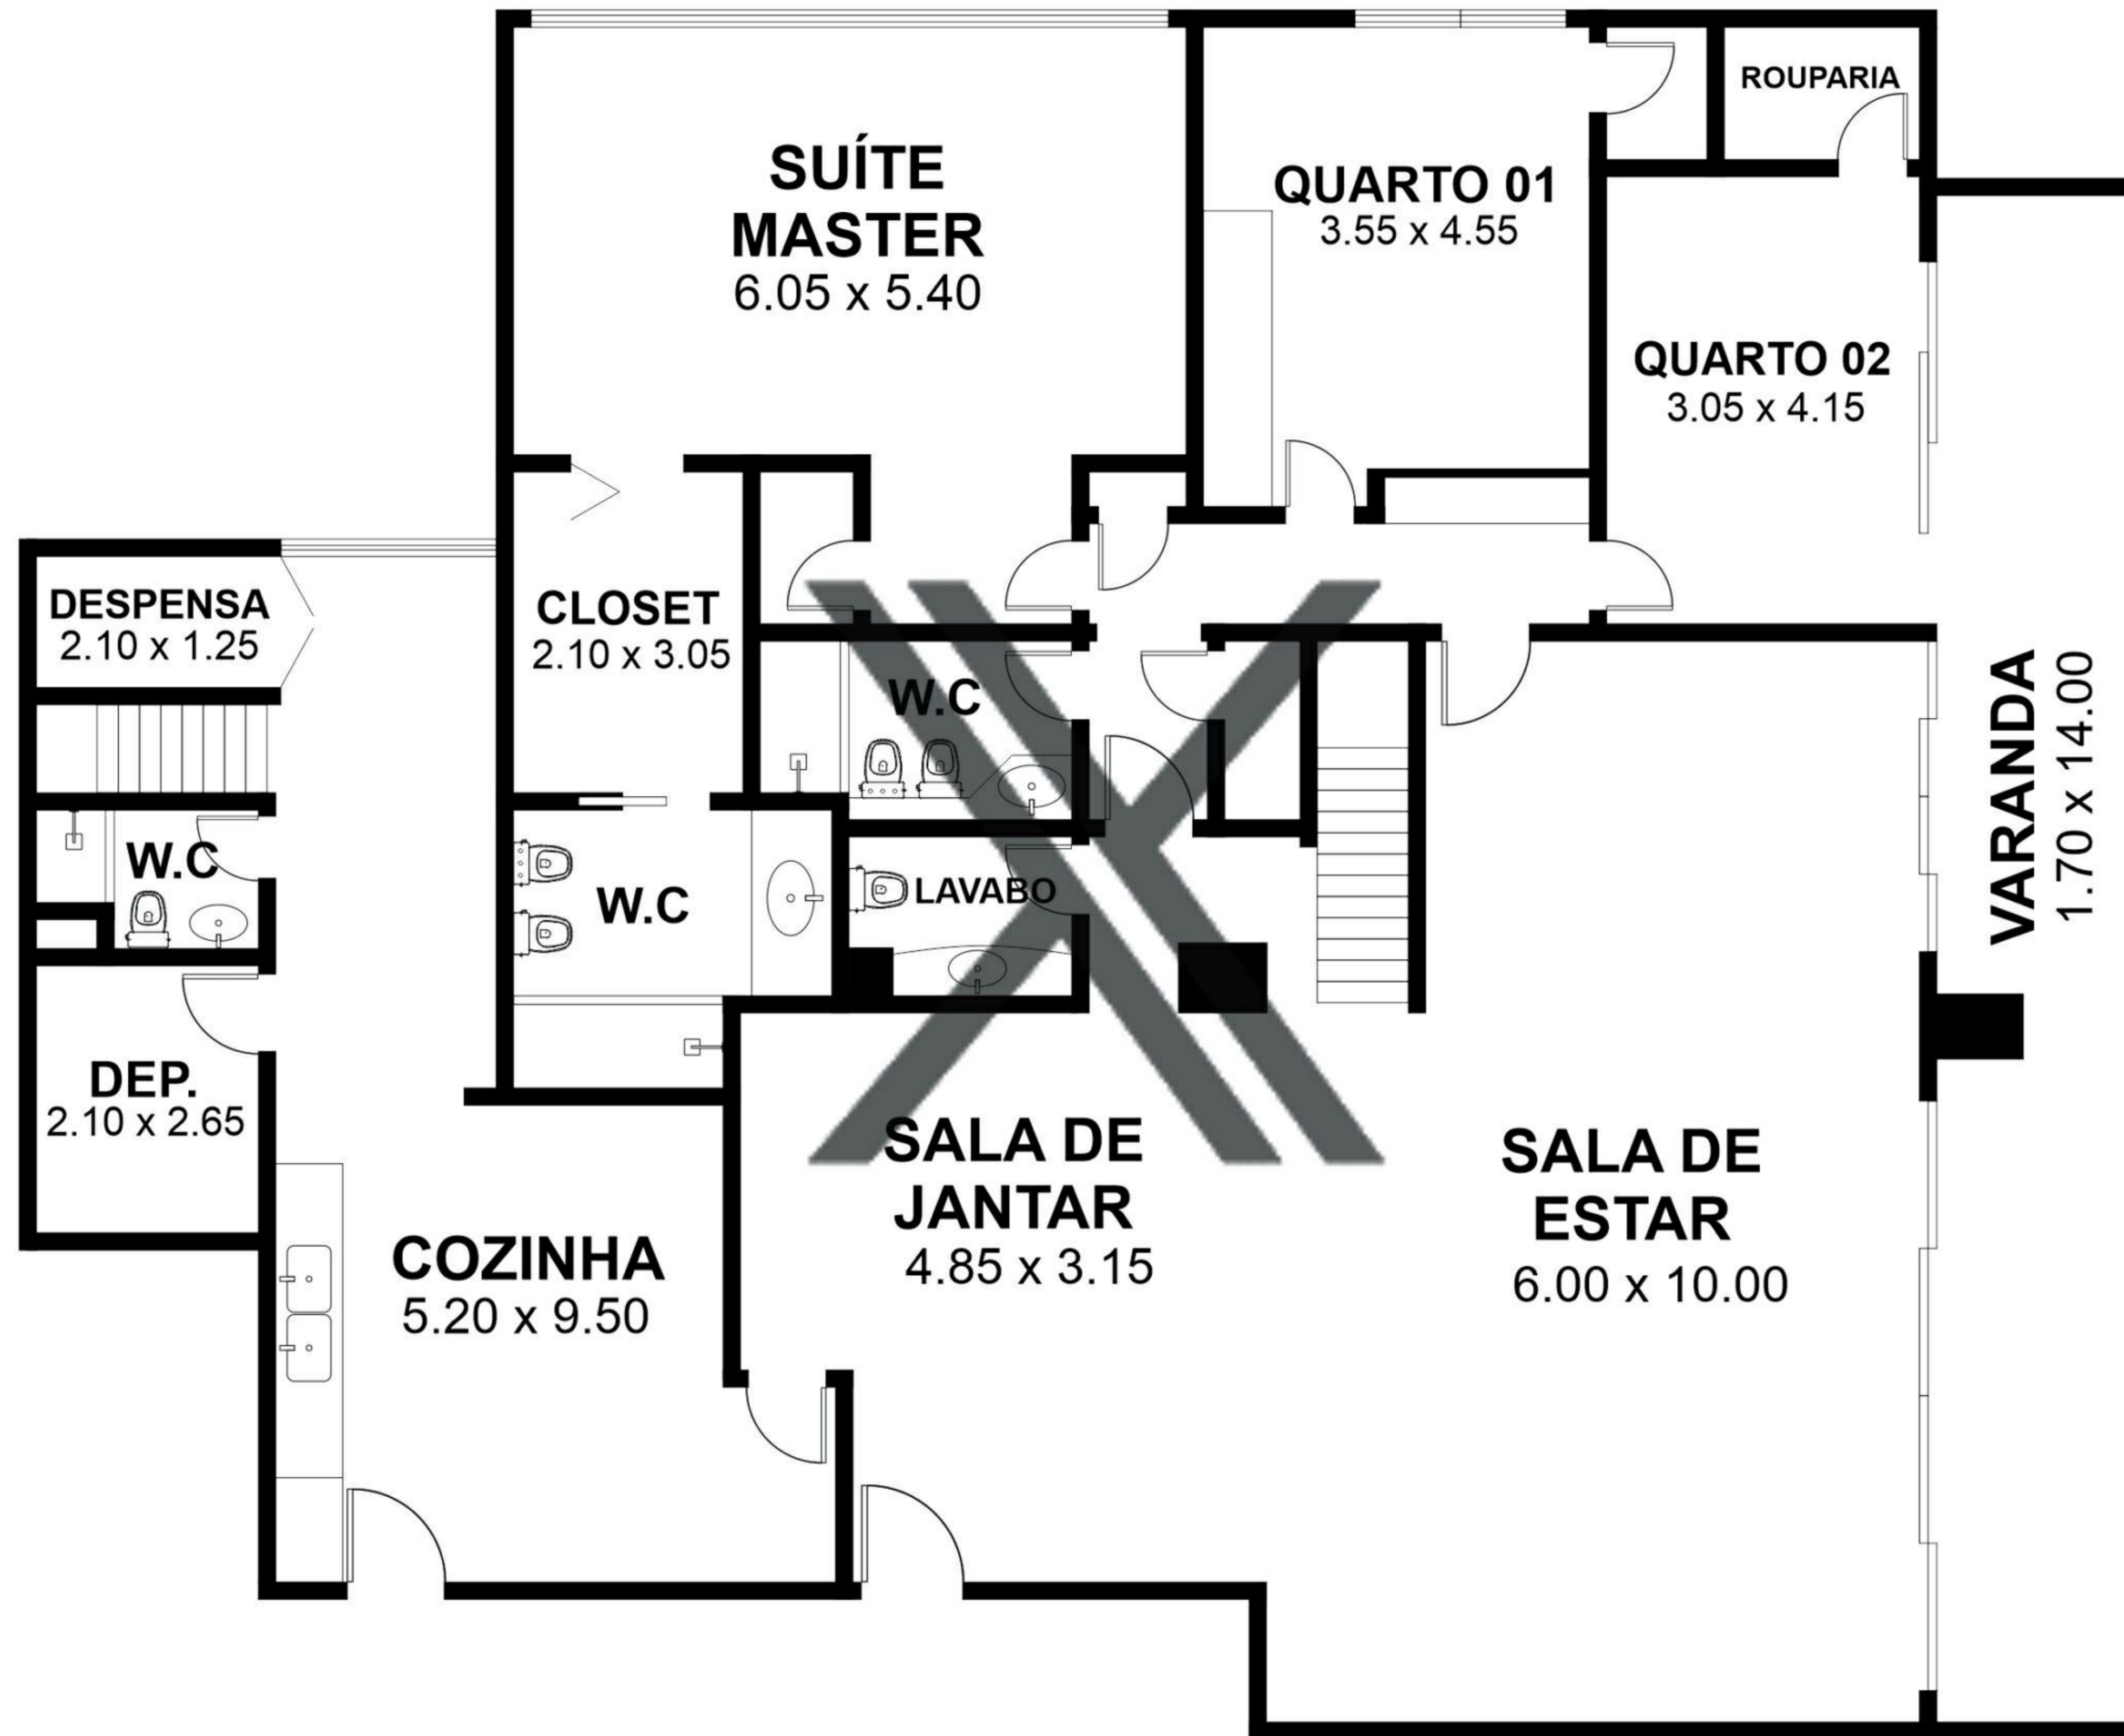 ROUPARIA
SUÍTE
MASTER
6.05 x 5.40
QUARTO 01
3.55 x 4.55
QUARTO 02
3.05 x 4.15
DESPENSA
2.10 x 1.25
CLOSET
2.10 x 3.05
W.C
VARANDA
1.70 x 14.00
W.C
W.C
LAVABO
DEP.
2.10 x 2.65
SALA DE
JANTAR
4.85 x 3.15
SALA DE
ESTAR
6.00 x 10.00
COZINHA
5.20 x 9.50